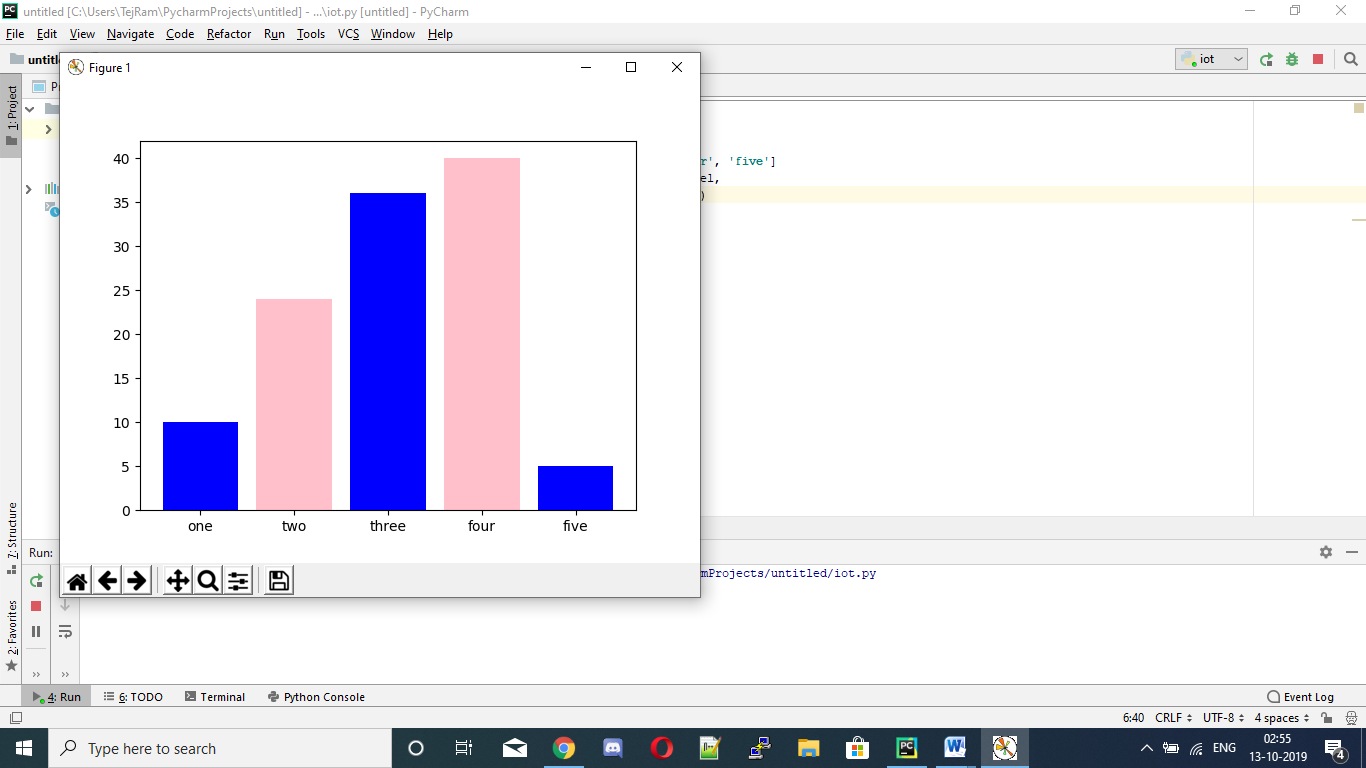 untitled [C:\Users\TejRam\PycharmProjects\untitled] - ...\iot.py [untitled] - PyCharm
File Edit View Navigate Code Refactor Run Tools VCS Window Help
iot
Figure 1
1: Project
r', 'five']
el,
)
40
35
30
25
20
15
10
5
0
one two three four five
7: Structure
Run:
mProjects/untitled/iot.py
2: Favorites
4: Run 6: TODO Terminal Python Console Event Log
6:40 CRLF UTF-8 4 spaces
Type here to search
ENG
02:55
13-10-2019
4